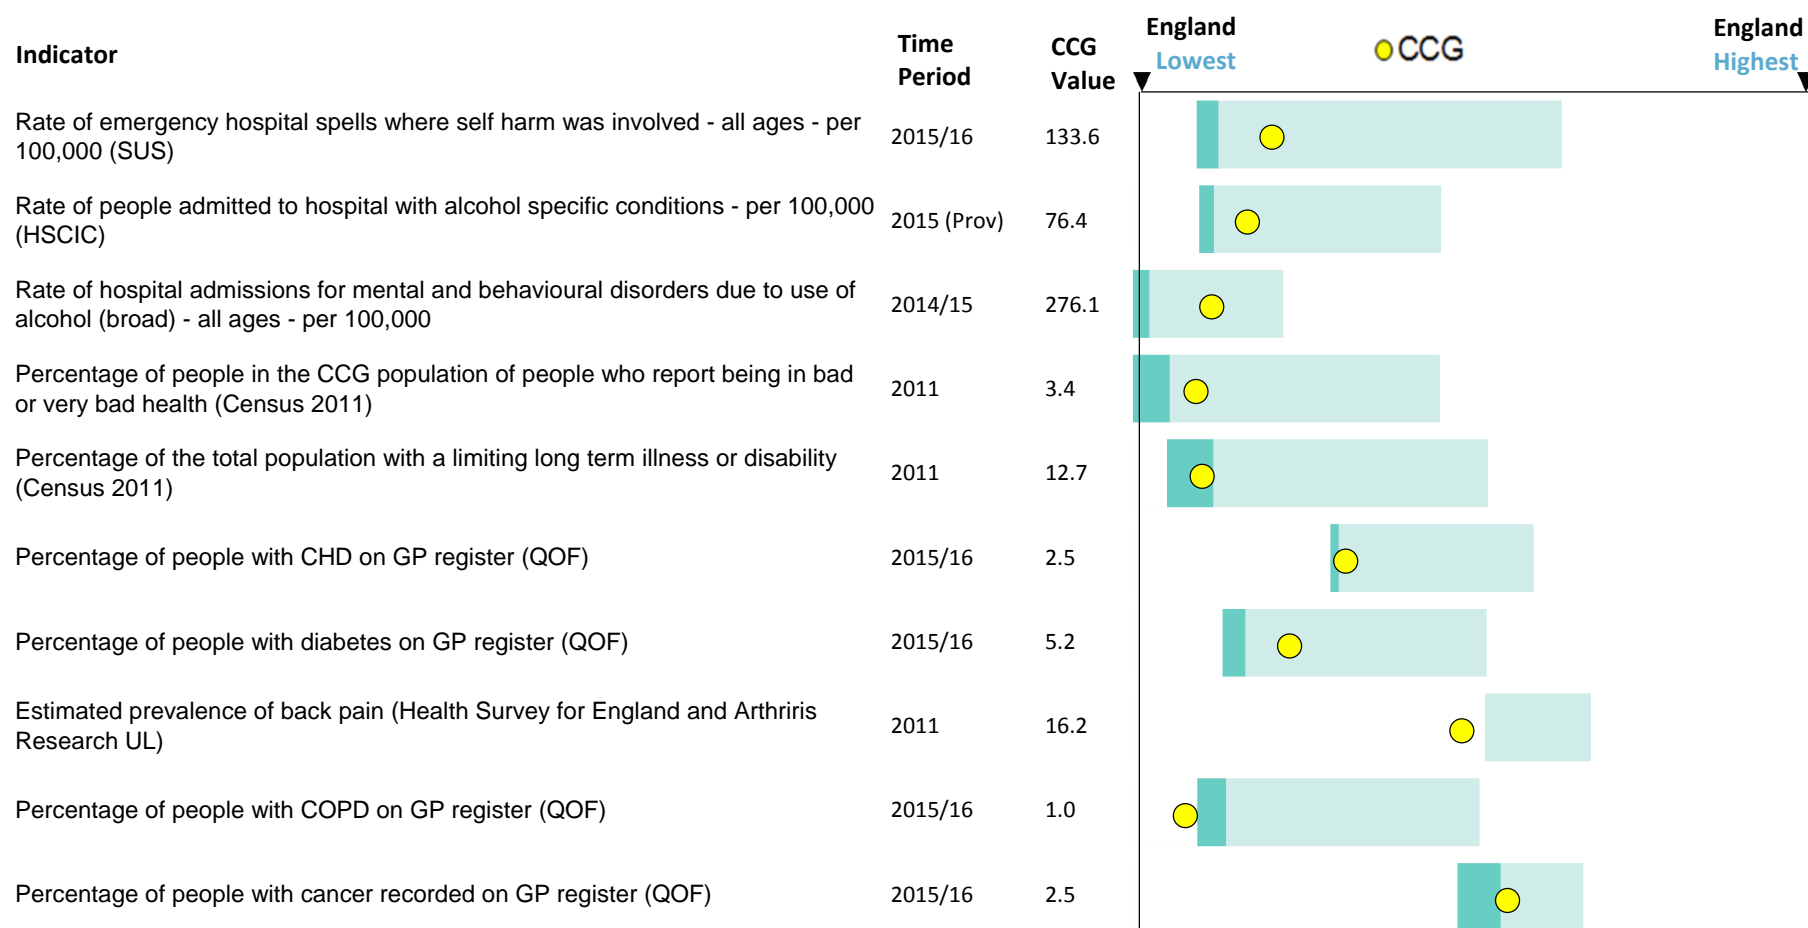 Indicator
Time
Period
CCG
Value
England
Lowest
CCG
England
Highest
Rate of emergency hospital spells where self harm was involved - all ages - per
100,000 (SUS)
2015/16
133.6
Rate of people admitted to hospital with alcohol specific conditions - per 100,000
(HSCIC)
2015 (Prov)
76.4
Rate of hospital admissions for mental and behavioural disorders due to use of
alcohol (broad) - all ages - per 100,000
2014/15
276.1
Percentage of people in the CCG population of people who report being in bad
or very bad health (Census 2011)
2011
3.4
Percentage of the total population with a limiting long term illness or disability
(Census 2011)
2011
12.7
Percentage of people with CHD on GP register (QOF)
2015/16
2.5
Percentage of people with diabetes on GP register (QOF)
2015/16
5.2
Estimated prevalence of back pain (Health Survey for England and Arthriris
Research UL)
2011
16.2
Percentage of people with COPD on GP register (QOF)
2015/16
1.0
Percentage of people with cancer recorded on GP register (QOF)
2015/16
2.5